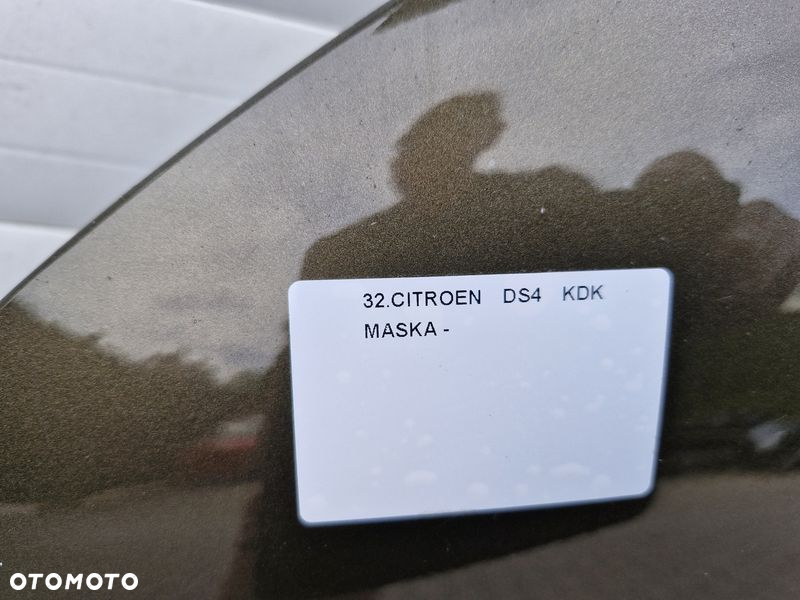 32.CITROEN DS4 KDK
MASKA -
OTOMOTO